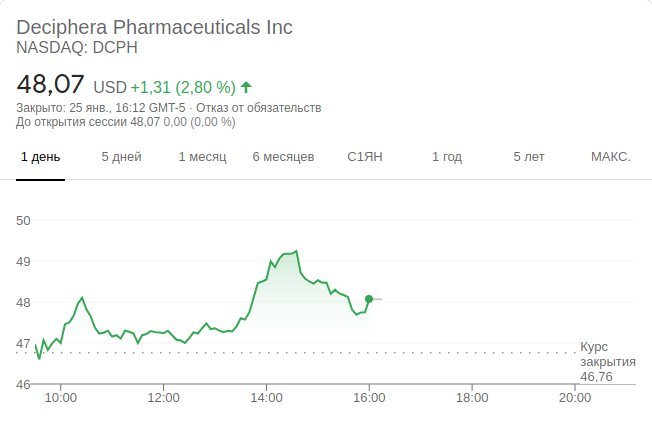 Deciphera Pharmaceuticals Inc
NASDAQ: DCPH
48,07 USD +1,31 (2,80 %)
Закрыто: 25 янв., 16:12 GMT-5 · Отказ от обязательств
До открытия сессии 48,07 0,00 (0,00 %)
1 день 5 дней 1 месяц 6 месяцев С1ЯН 1 год 5 лет МАКС.
50
49
48
47
Курс
закрытия
46,76
46
10:00 12:00 14:00 16:00 18:00 20:00